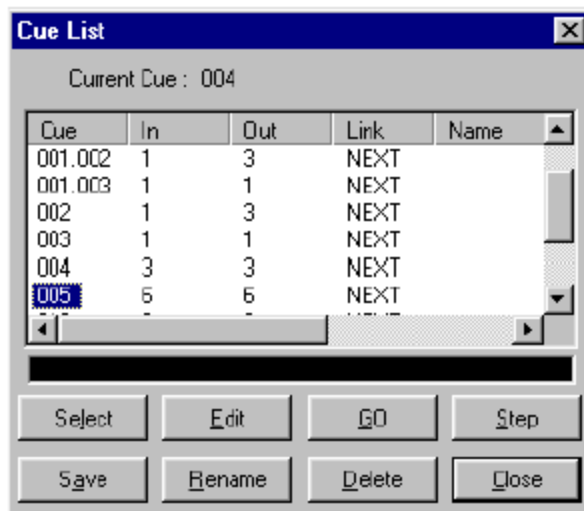 Cue List
Current Cue : 004
Cue In Out Link Name
001.002 1 3 NEXT
001.003 1 1 NEXT
002 1 3 NEXT
003 1 1 NEXT
004 3 3 NEXT
005 6 6 NEXT
Select Edit GO Step
Save Rename Delete Close